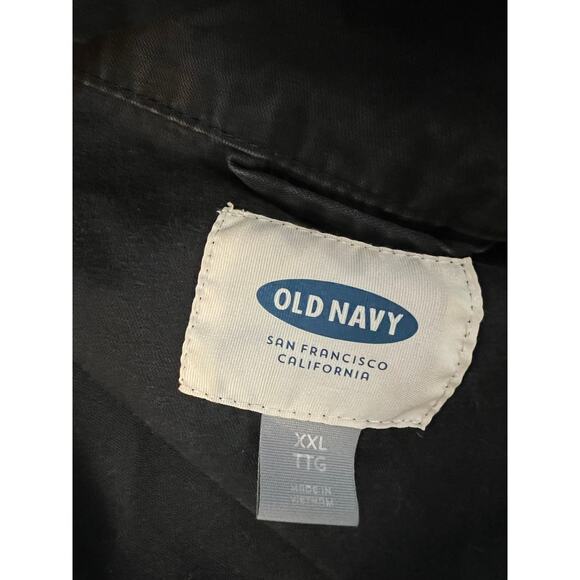 OLD NAVY
SAN FRANCISCO
CALIFORNIA
XXL
TTG
MADE IN
VIETNAM